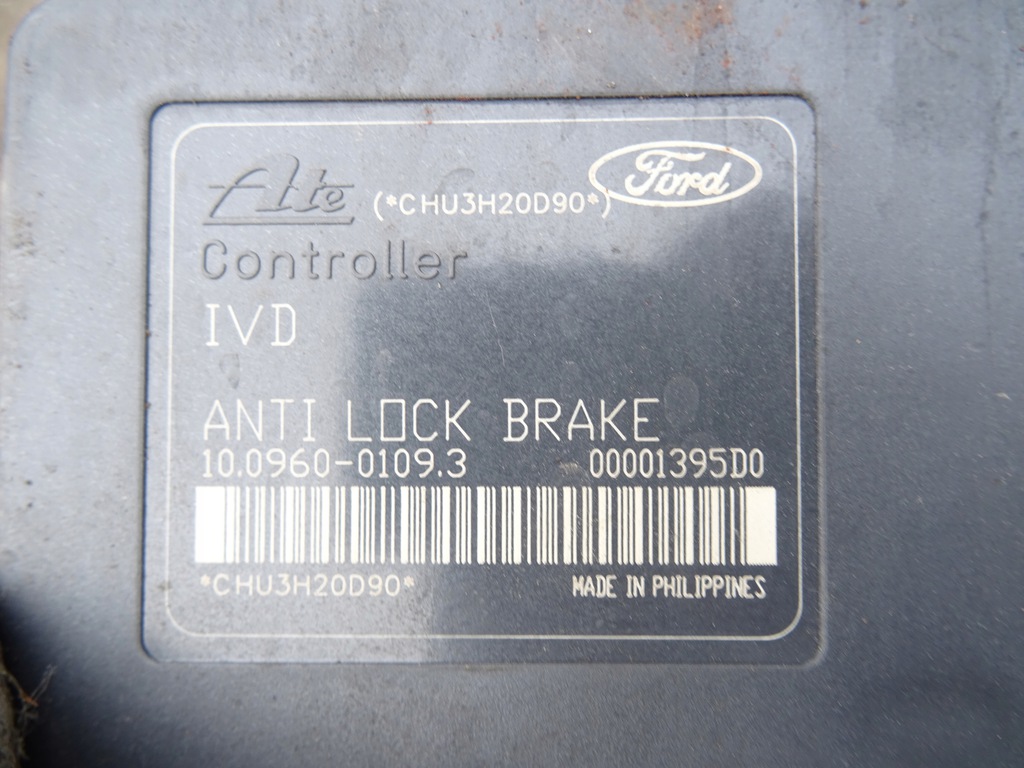 Ate (*CHU3H20D90*) Ford
Controller
IVD
ANTI LOCK BRAKE
10.0960-0109.3 00001395D0
*CHU3H20D90* MADE IN PHILIPPINES